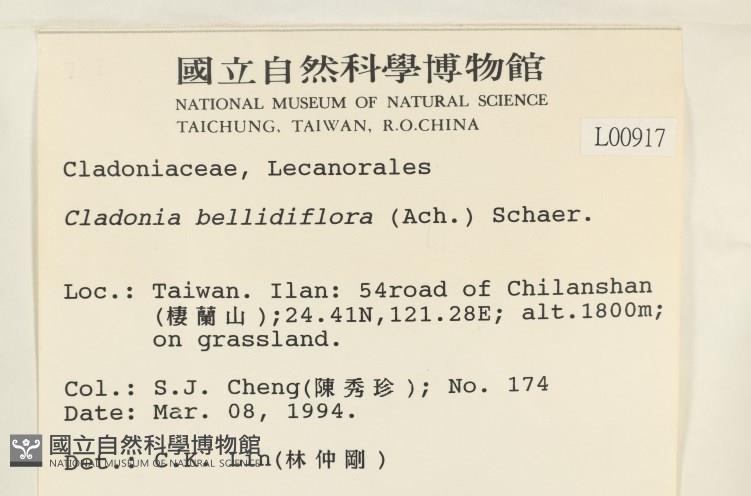 國立自然科學博物館
NATIONAL MUSEUM OF NATURAL SCIENCE
TAICHUNG, TAIWAN, R.O.CHINA
L00917
Cladoniaceae, Lecanorales
Cladonia bellidiflora (Ach.) Schaer.
Loc.: Taiwan. Ilan: 54road of Chilanshan
(棲蘭山);24.41N,121.28E; alt.1800m;
on grassland.
Col.: S.J. Cheng(陳秀珍); No. 174
Date: Mar. 08, 1994.
國立自然科學博物館
NATIONAL MUSEUM OF NATURAL SCIENCE
Det.: C.K. Lin(林仲剛)